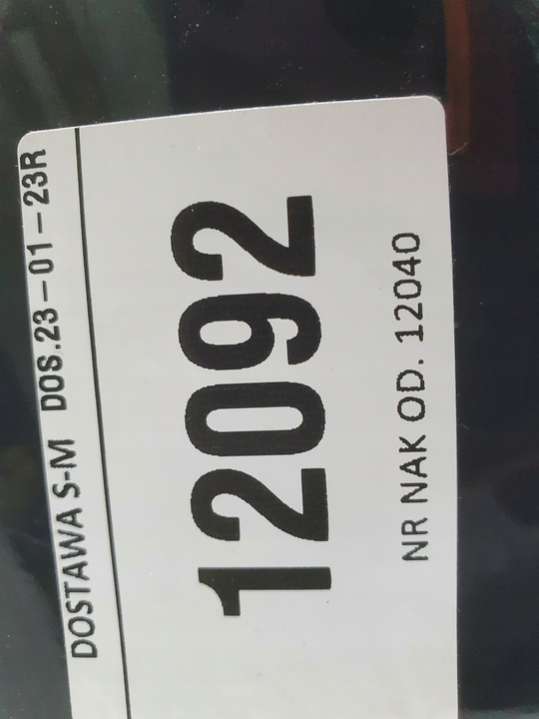 DOSTAWA S-M DOS.23-01-23R
12092
NR NAK OD. 12040